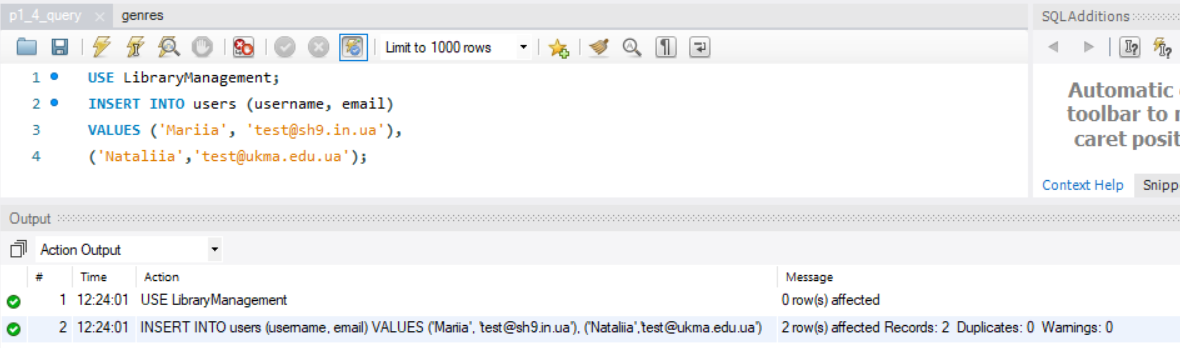 p1_4_query × genres
SQLAdditions
Limit to 1000 rows
1 USE LibraryManagement;
2 INSERT INTO users (username, email)
3 VALUES ('Mariia', 'test@sh9.in.ua'),
4 ('Nataliia','test@ukma.edu.ua');
Automatic
toolbar to
caret posit
Context Help Snipp
Output
Action Output
# Time Action Message
1 12:24:01 USE LibraryManagement 0 row(s) affected
2 12:24:01 INSERT INTO users (username, email) VALUES ('Mariia', 'test@sh9.in.ua'), ('Nataliia','test@ukma.edu.ua') 2 row(s) affected Records: 2 Duplicates: 0 Warnings: 0